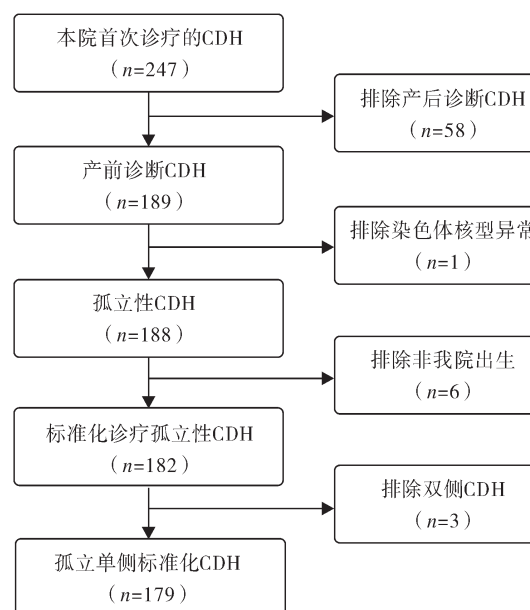 本院首次诊疗的CDH
（n=247）
排除产后诊断CDH
（n=58）
产前诊断CDH
（n=189）
排除染色体核型异常
（n=1）
孤立性CDH
（n=188）
排除非我院出生
（n=6）
标准化诊疗孤立性CDH
（n=182）
排除双侧CDH
（n=3）
孤立单侧标准化CDH
（n=179）